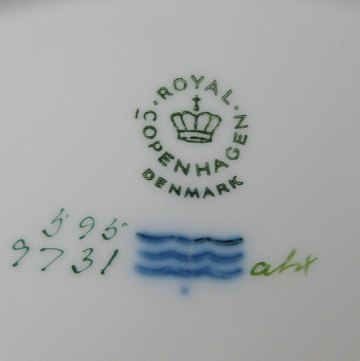 ROYAL
COPENHAGEN
DENMARK
595
9731